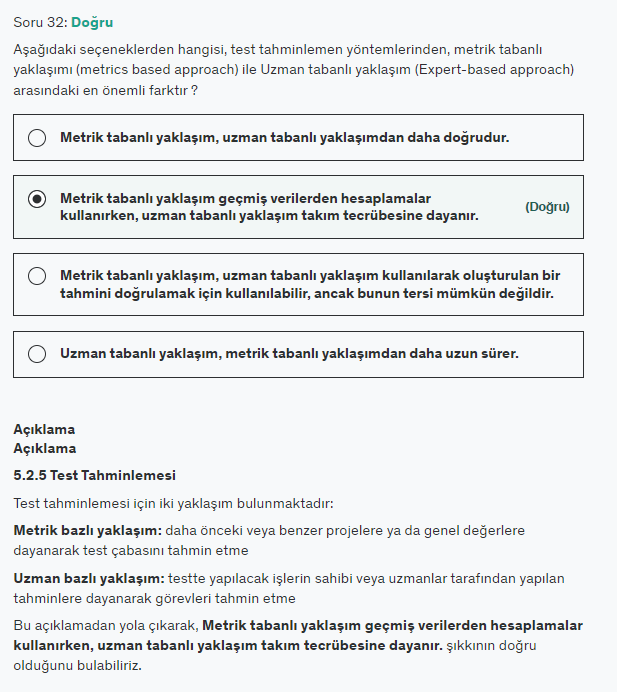 Soru 32: Doğru
Aşağıdaki seçeneklerden hangisi, test tahminlemen yöntemlerinden, metrik tabanlı
yaklaşımı (metrics based approach) ile Uzman tabanlı yaklaşım (Expert-based approach)
arasındaki en önemli farktır ?
Metrik tabanlı yaklaşım, uzman tabanlı yaklaşımdan daha doğrudur.
Metrik tabanlı yaklaşım geçmiş verilerden hesaplamalar
kullanırken, uzman tabanlı yaklaşım takım tecrübesine dayanır.
(Doğru)
Metrik tabanlı yaklaşım, uzman tabanlı yaklaşım kullanılarak oluşturulan bir
tahmini doğrulamak için kullanılabilir, ancak bunun tersi mümkün değildir.
Uzman tabanlı yaklaşım, metrik tabanlı yaklaşımdan daha uzun sürer.
Açıklama
Açıklama
5.2.5 Test Tahminlemesi
Test tahminlemesi için iki yaklaşım bulunmaktadır:
Metrik bazlı yaklaşım: daha önceki veya benzer projelere ya da genel değerlere
dayanarak test çabasını tahmin etme
Uzman bazlı yaklaşım: testte yapılacak işlerin sahibi veya uzmanlar tarafından yapılan
tahminlere dayanarak görevleri tahmin etme
Bu açıklamadan yola çıkarak, Metrik tabanlı yaklaşım geçmiş verilerden hesaplamalar
kullanırken, uzman tabanlı yaklaşım takım tecrübesine dayanır. şıkkının doğru
olduğunu bulabiliriz.